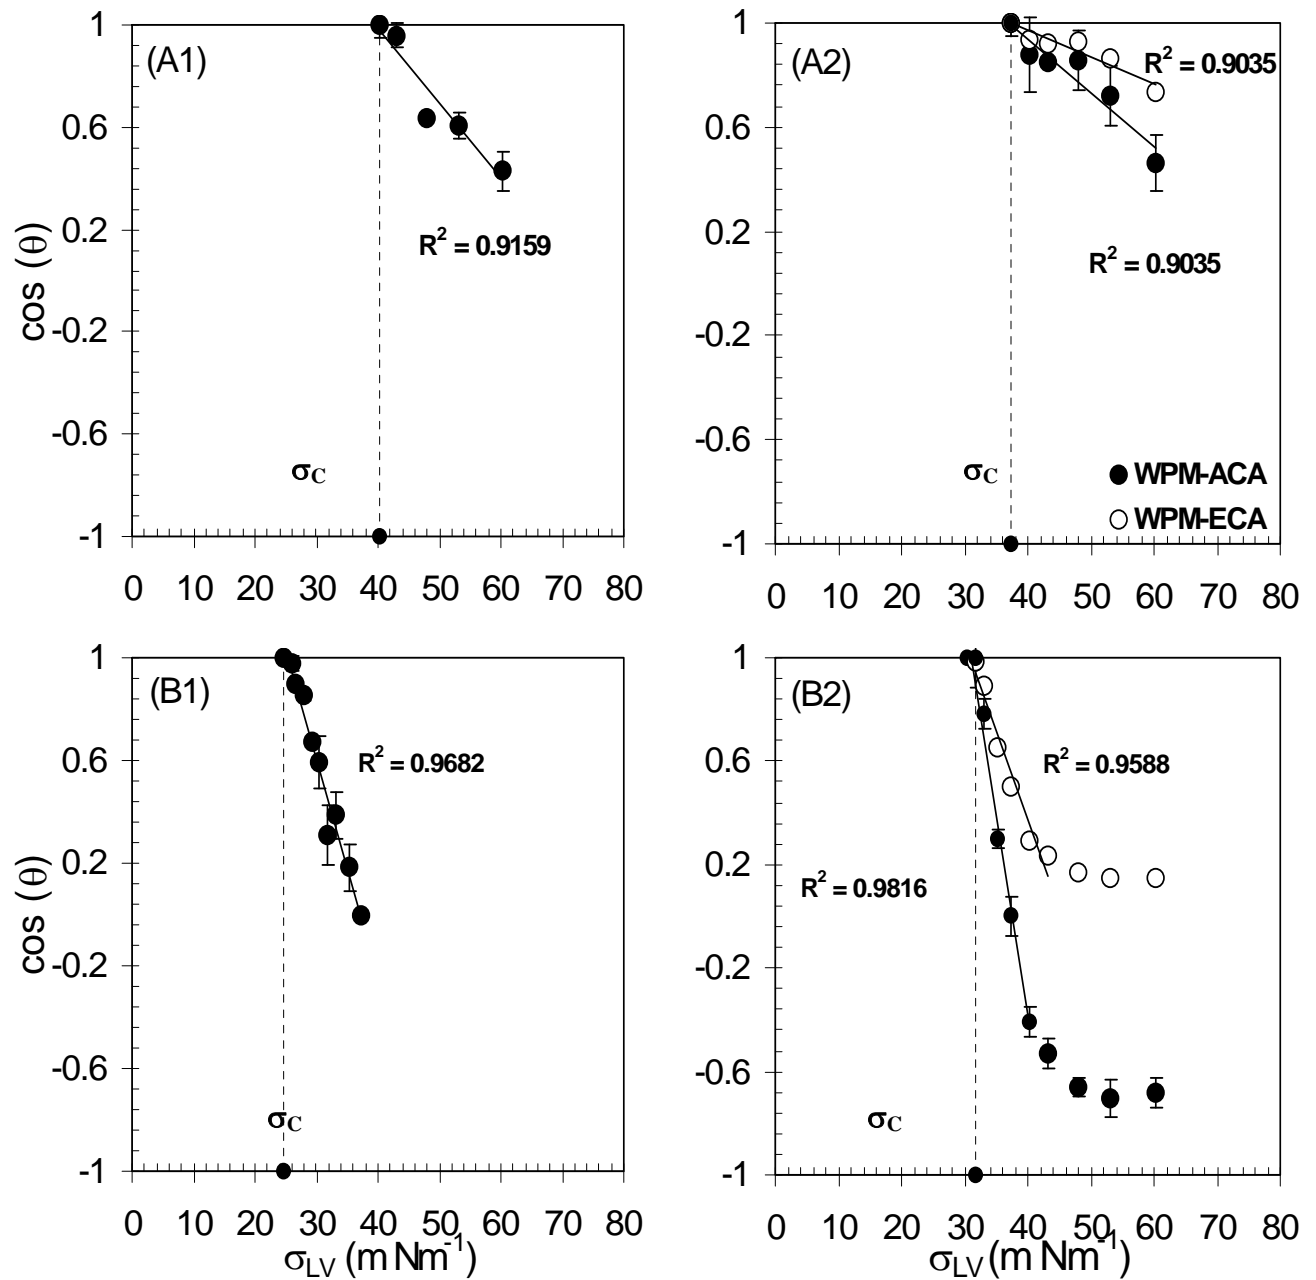 (A1)
1
0.6
0.2
-0.2
-0.6
-1
cos (θ)
R² = 0.9159
σC
0 10 20 30 40 50 60 70 80
(A2)
1
0.6
0.2
-0.2
-0.6
-1
R² = 0.9035
R² = 0.9035
σC
WPM-ACA
WPM-ECA
0 10 20 30 40 50 60 70 80
(B1)
1
0.6
0.2
-0.2
-0.6
-1
cos (θ)
R² = 0.9682
σC
0 10 20 30 40 50 60 70 80
σLV (mNm⁻¹)
(B2)
1
0.6
0.2
-0.2
-0.6
-1
R² = 0.9588
R² = 0.9816
σC
0 10 20 30 40 50 60 70 80
σLV (mNm⁻¹)